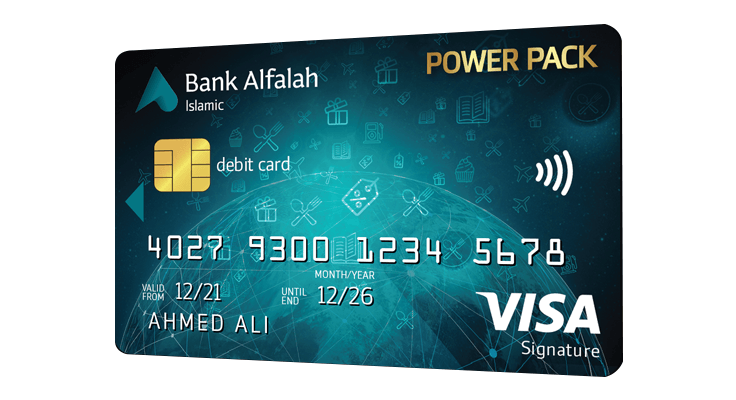 Bank Alfalah
Islamic
POWER PACK
debit card
4027 9300 1234 5678
MONTH/YEAR
VALID FROM 12/21 UNTIL END 12/26
AHMED ALI
VISA
Signature